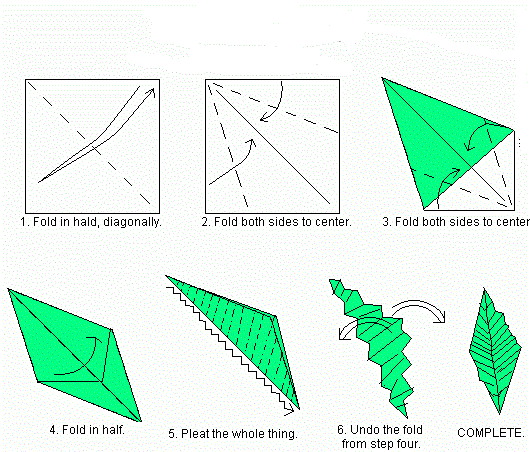 1. Fold in hald, diagonally.
2. Fold both sides to center.
3. Fold both sides to center
4. Fold in half.
5. Pleat the whole thing.
6. Undo the fold
from step four.
COMPLETE.